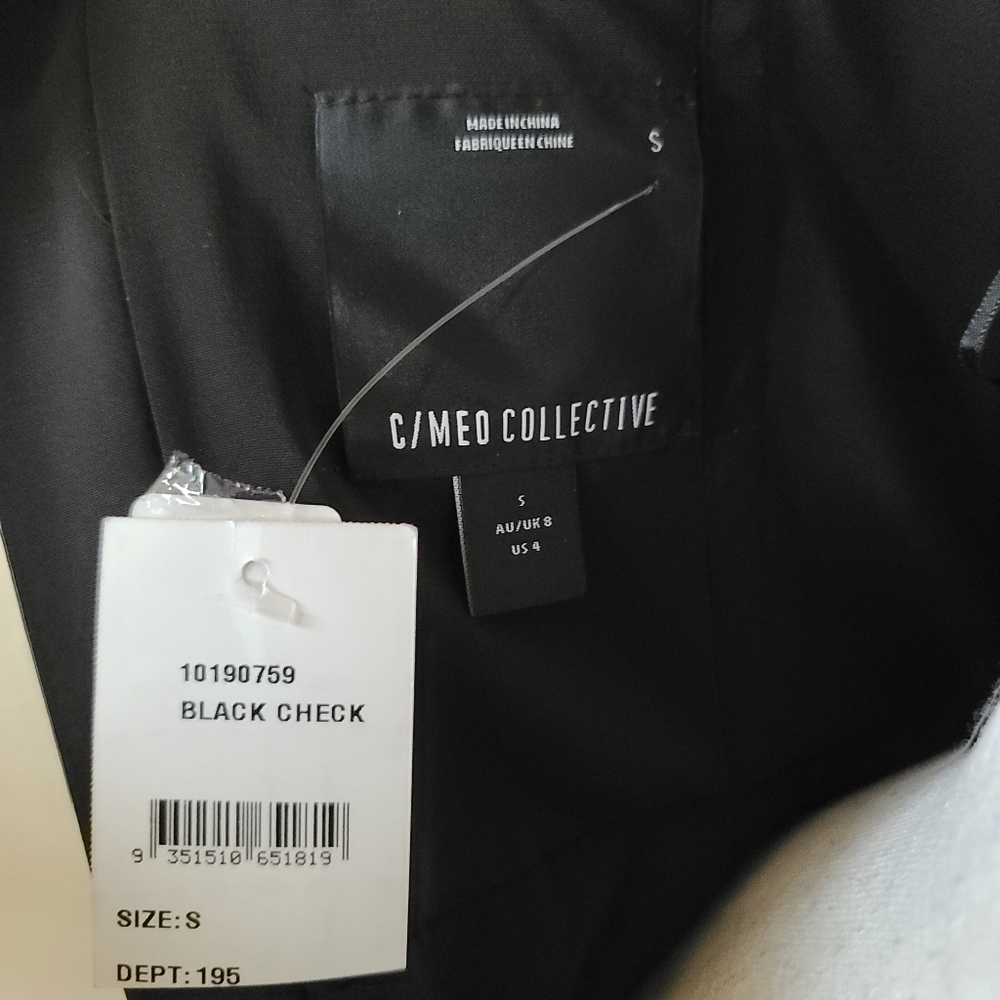 MADE IN CHINA
FABRIQUE EN CHINE
S
C/MEO COLLECTIVE
S
AU/UK 8
US 4
10190759
BLACK CHECK
9 351510 651819
SIZE: S
DEPT: 195